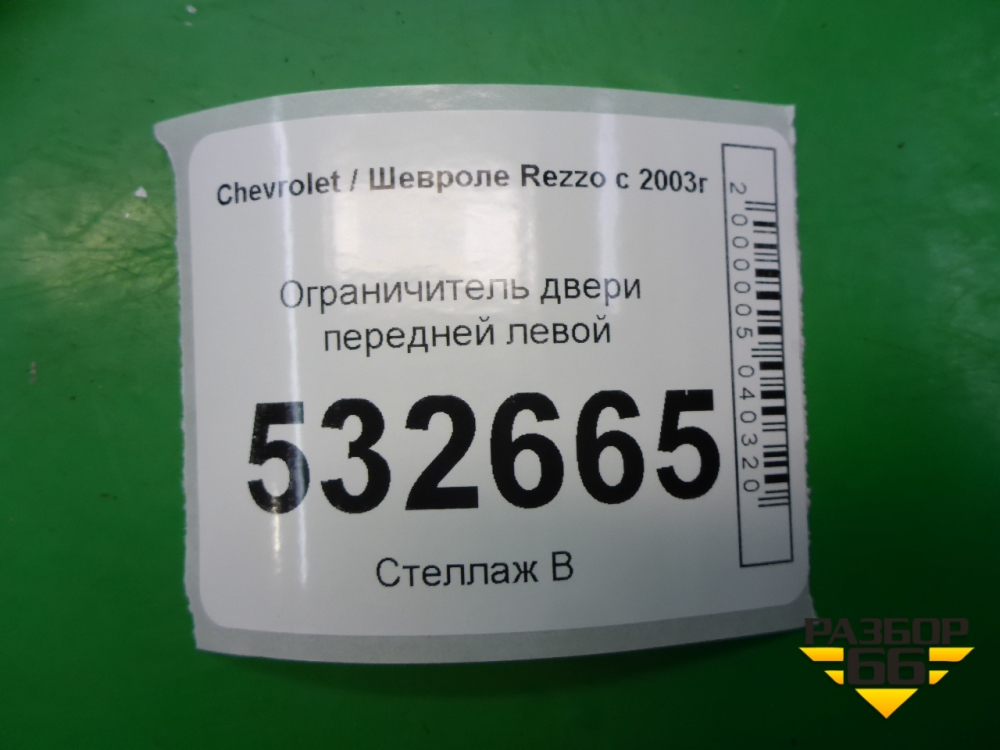 Chevrolet / Шевроле Rezzo с 2003г
Ограничитель двери
передней левой
532665
Стеллаж В
2000005040320
РАЗБОР
66